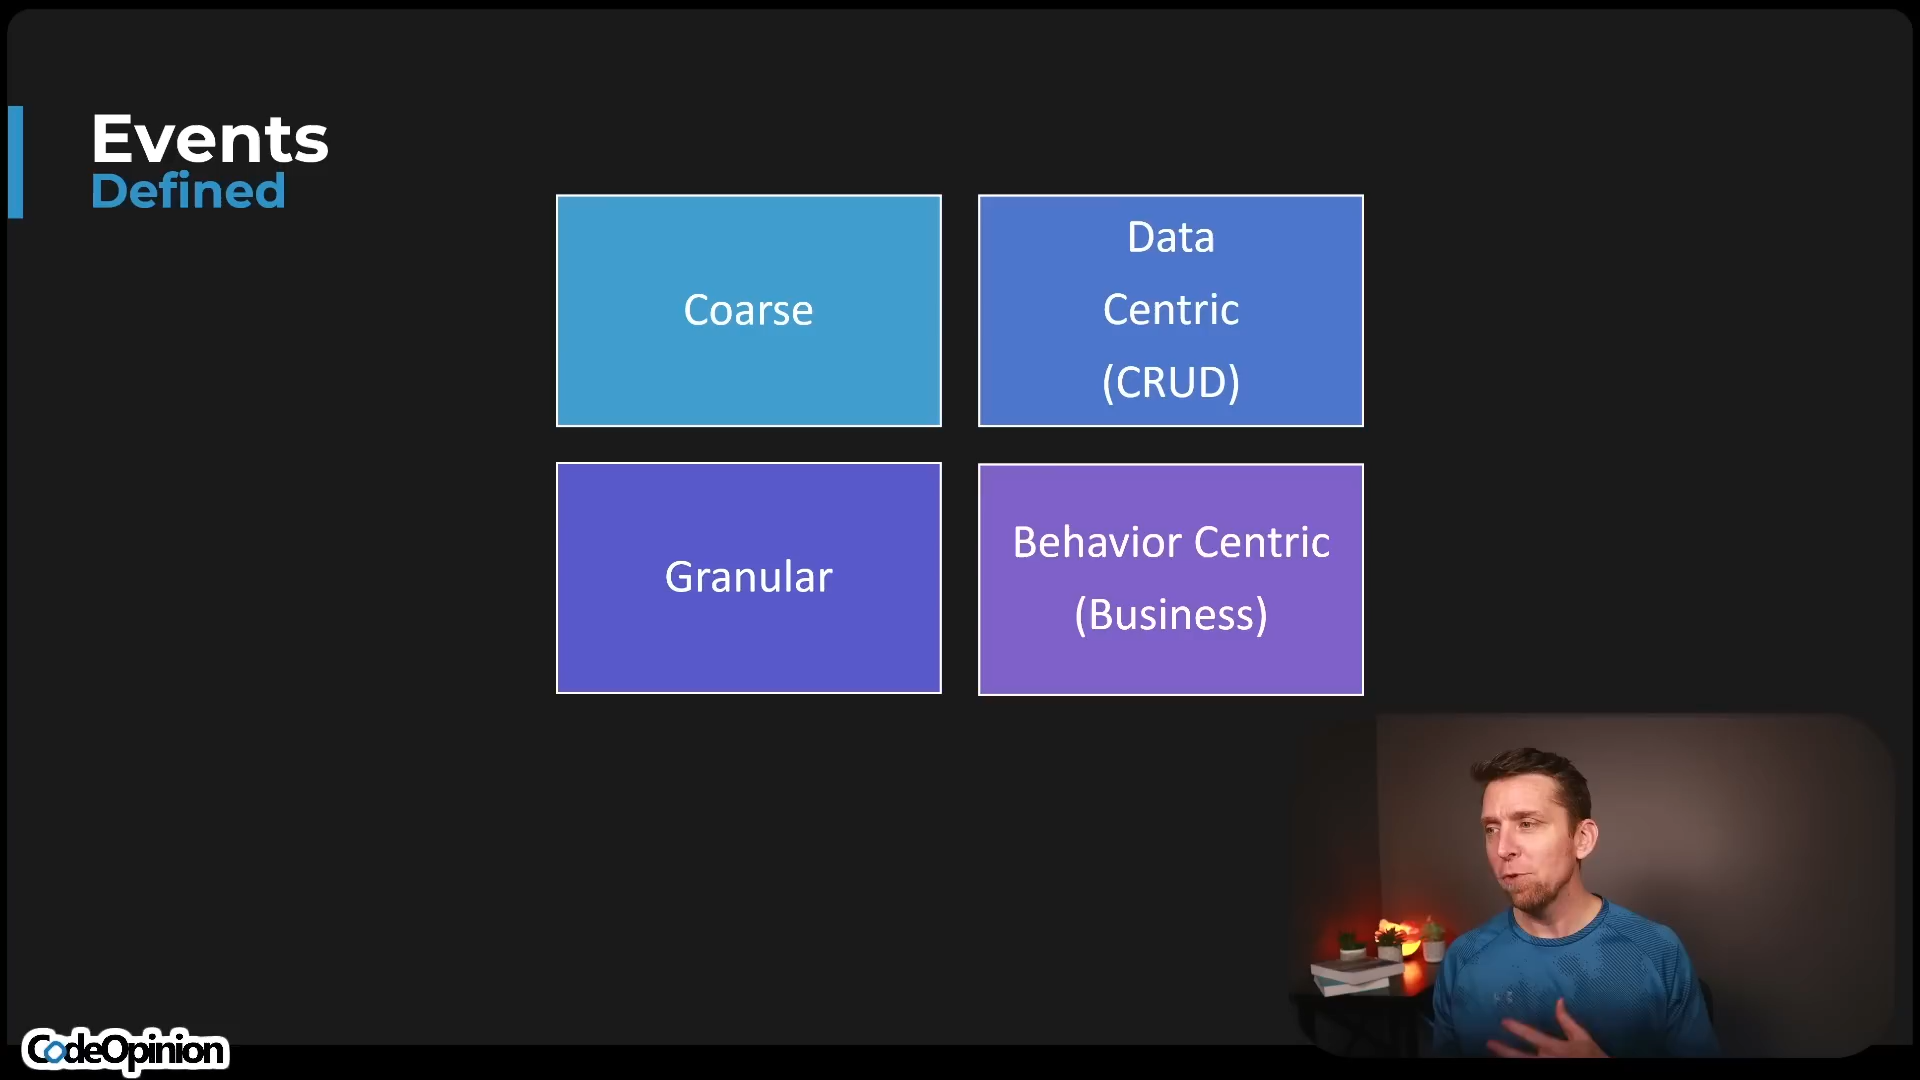 Events
Defined
Coarse
Data
Centric
(CRUD)
Granular
Behavior Centric
(Business)
CodeOpinion